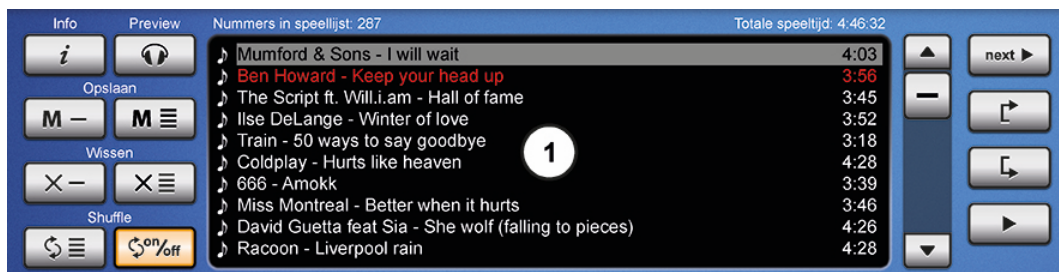 Info Preview Nummers in speellijst: 287 Totale speeltijd: 4:46:32
i
♪ Mumford & Sons - I will wait 4:03
next ▶
♪ Ben Howard - Keep your head up 3:56
Opslaan
♪ The Script ft. Will.i.am - Hall of fame 3:45
M – M
♪ Ilse DeLange - Winter of love 3:52
♪ Train - 50 ways to say goodbye 3:18
Wissen
1
♪ Coldplay - Hurts like heaven 4:28
♪ 666 - Amokk 3:39
♪ Miss Montreal - Better when it hurts 3:46
Shuffle
♪ David Guetta feat Sia - She wolf (falling to pieces) 4:26
♪ Racoon - Liverpool rain 4:28
on/off